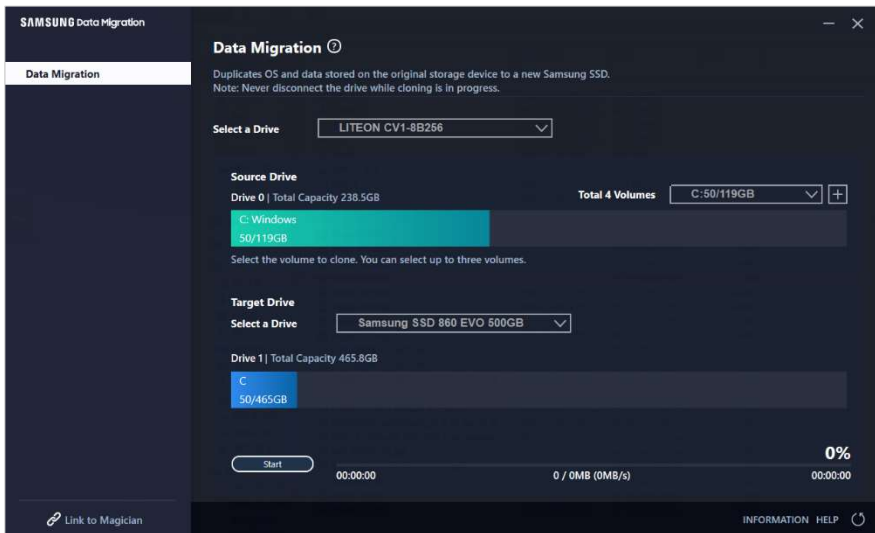 SAMSUNG Data Migration
Data Migration
Data Migration ?
Duplicates OS and data stored on the original storage device to a new Samsung SSD.
Note: Never disconnect the drive while cloning is in progress.
Select a Drive LITEON CV1-8B256
Source Drive
Drive 0 | Total Capacity 238.5GB
Total 4 Volumes C:50/119GB +
C: Windows
50/119GB
Select the volume to clone. You can select up to three volumes.
Target Drive
Select a Drive Samsung SSD 860 EVO 500GB
Drive 1 | Total Capacity 465.8GB
C
50/465GB
0%
Start
00:00:00 0 / 0MB (0MB/s) 00:00:00
Link to Magician
INFORMATION HELP